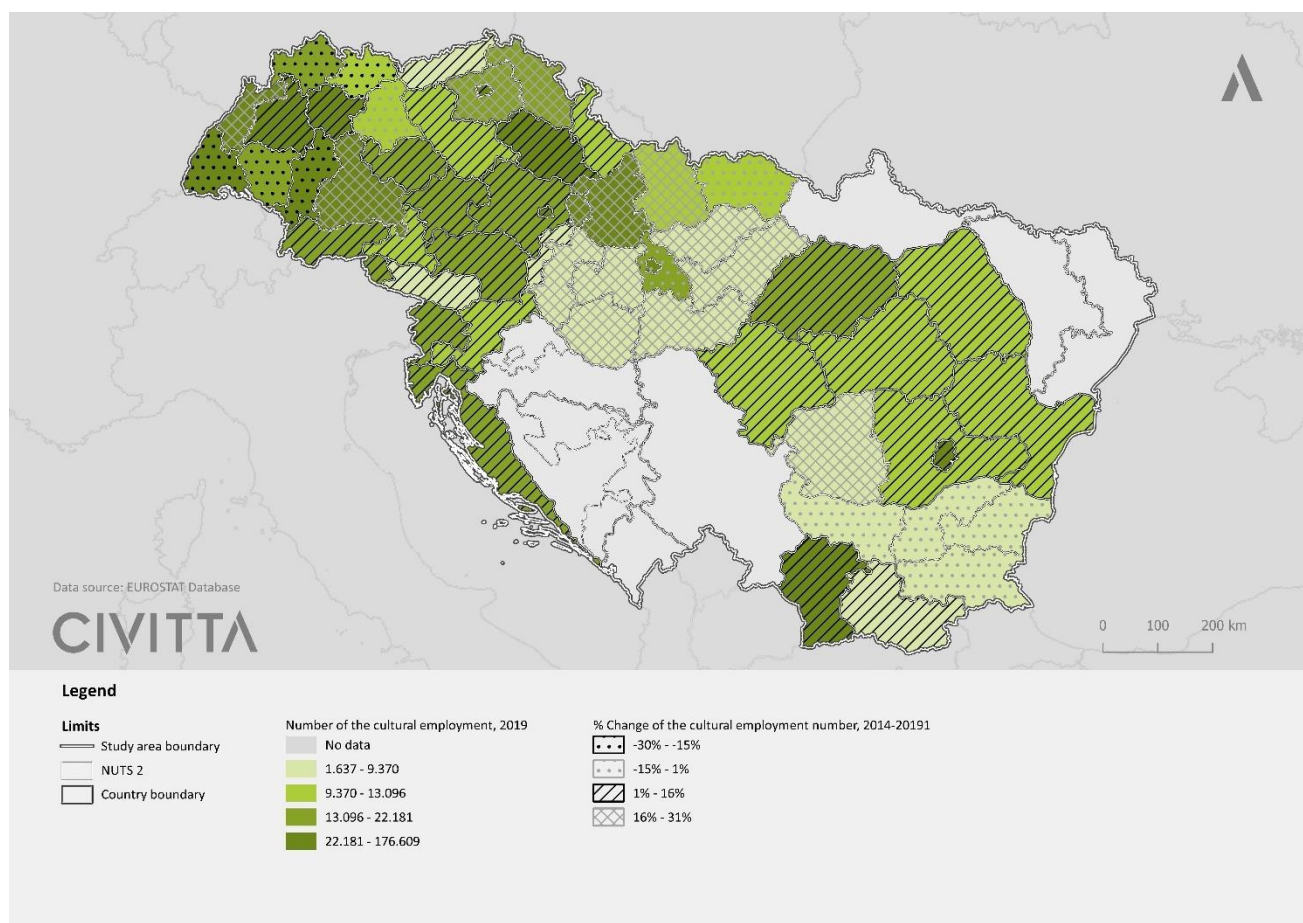 Data source: EUROSTAT Database
CIVITTA
0 100 200 km
Legend
Limits
Study area boundary
NUTS 2
Country boundary
Number of the cultural employment, 2019
No data
1.637 - 9.370
9.370 - 13.096
13.096 - 22.181
22.181 - 176.609
% Change of the cultural employment number, 2014-20191
-30% - -15%
-15% - 1%
1% - 16%
16% - 31%